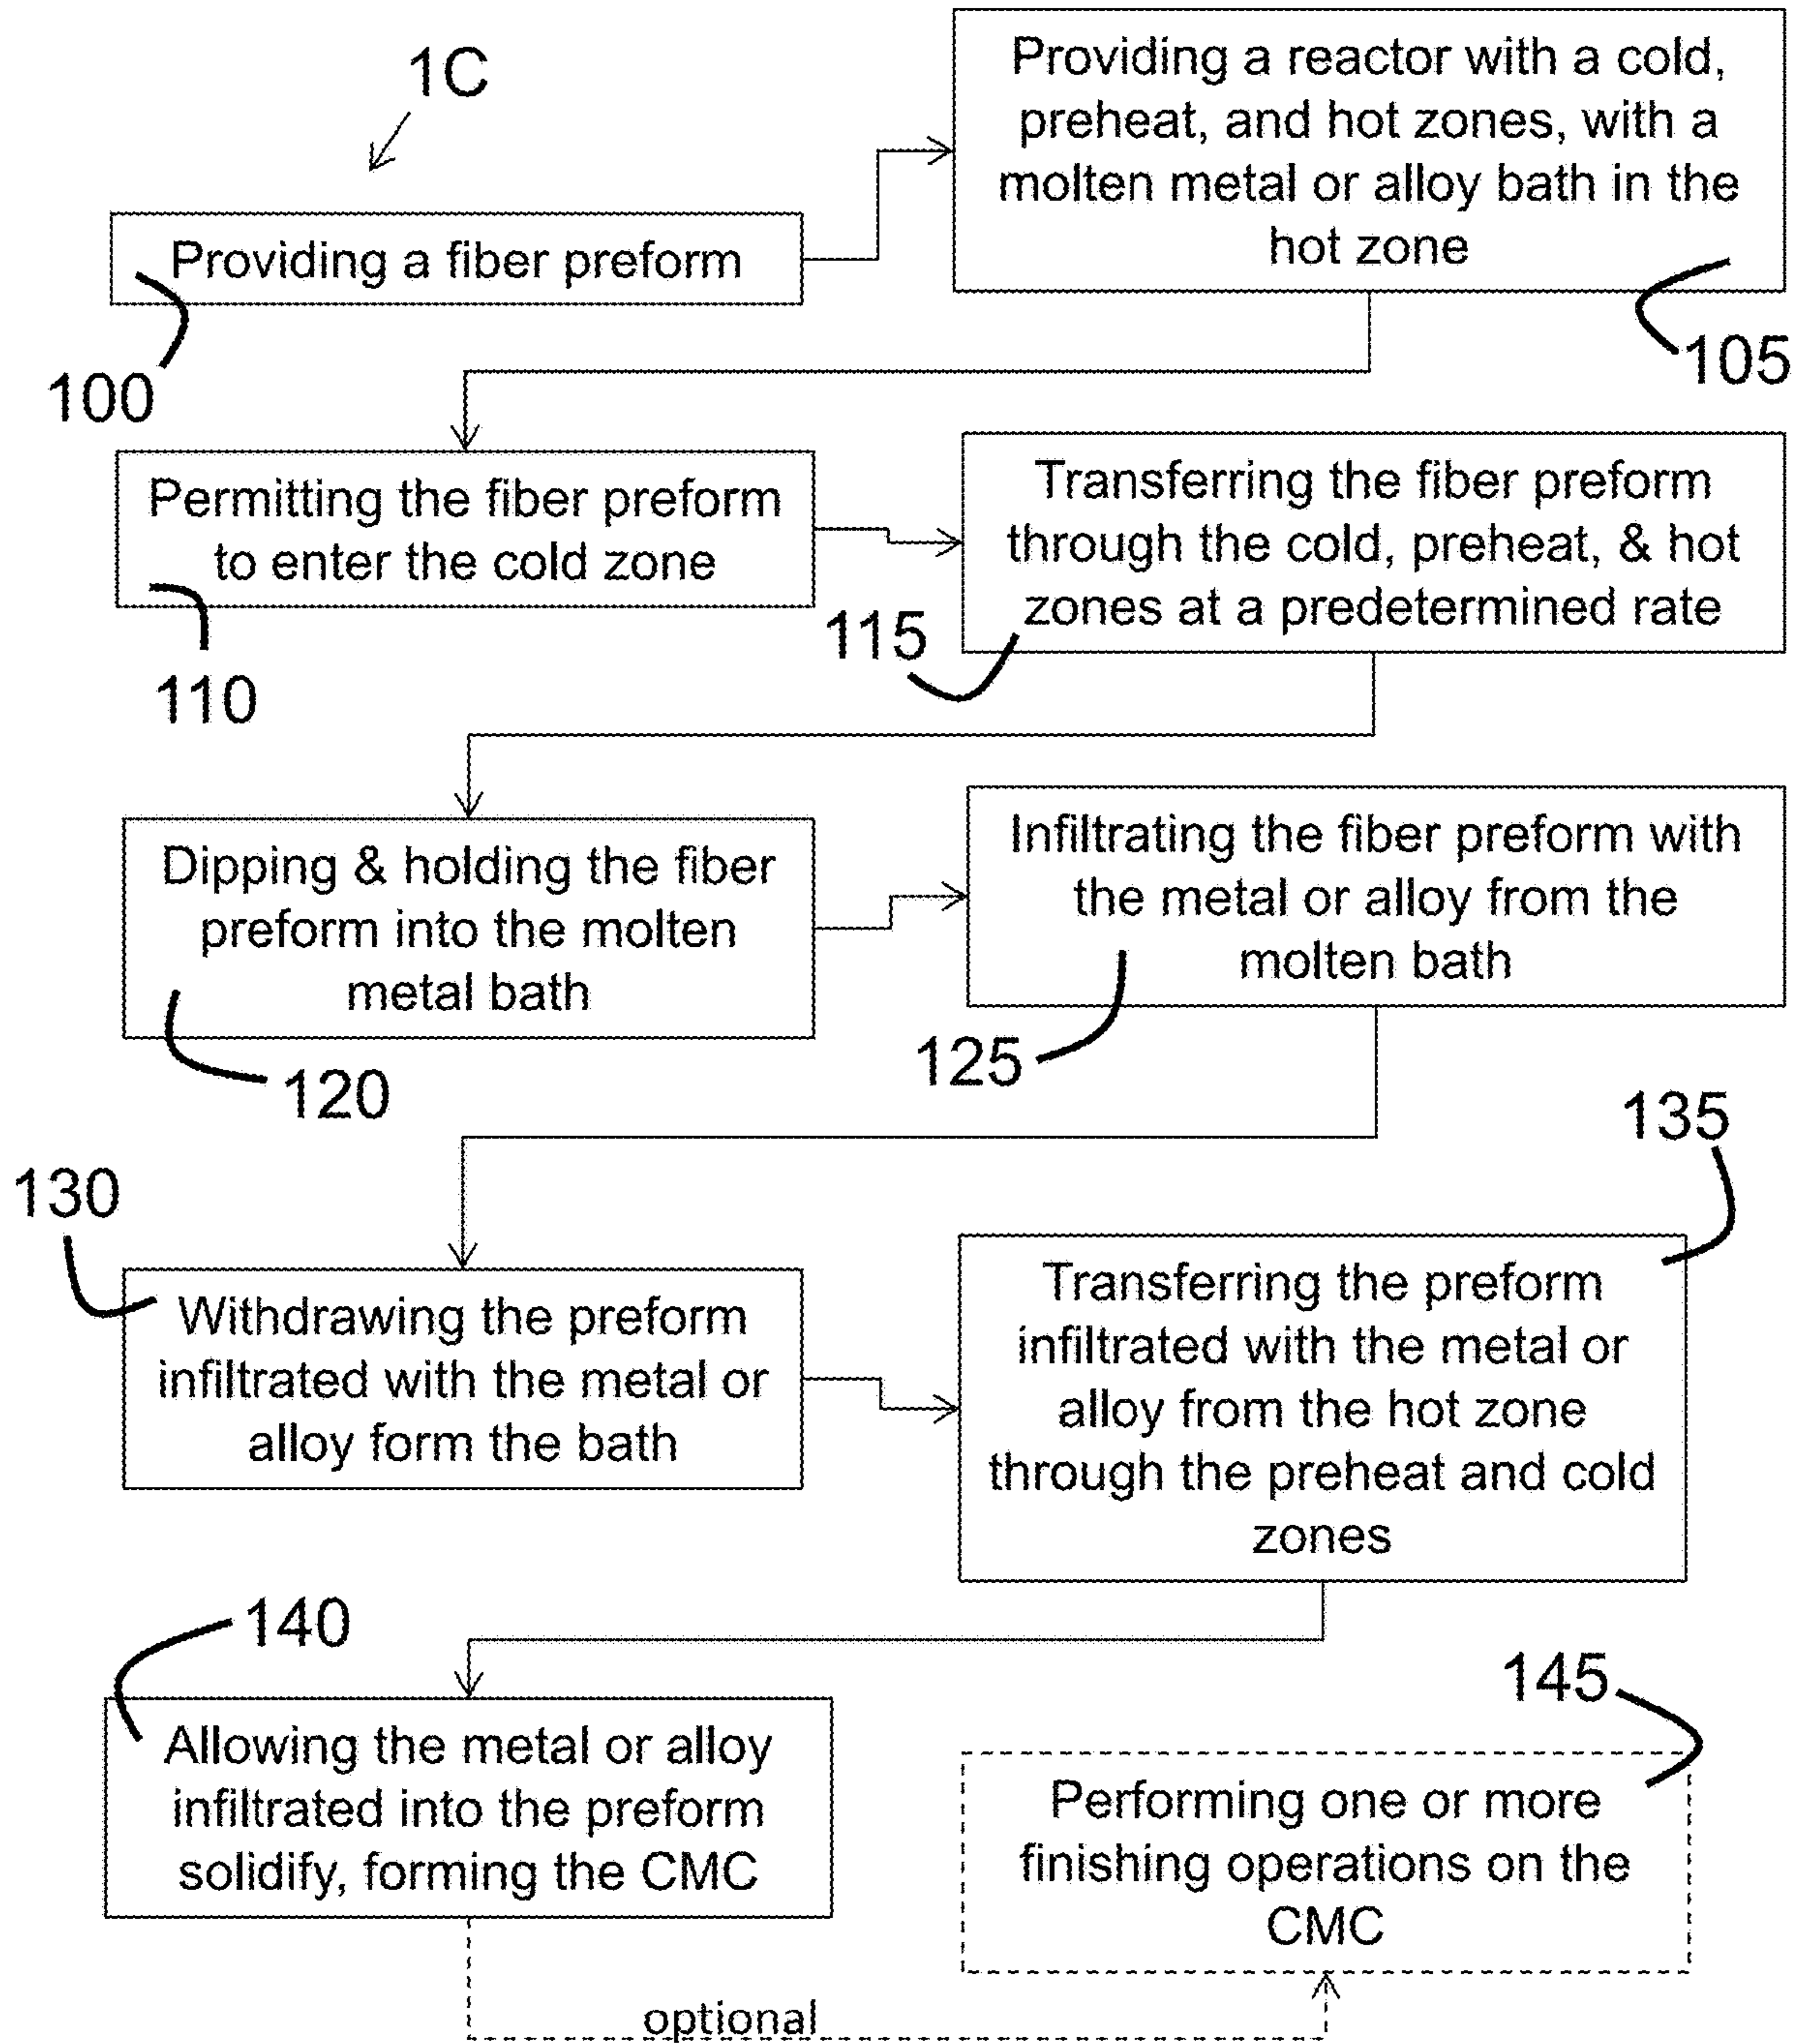 1C
Providing a fiber preform
100
Providing a reactor with a cold,
preheat, and hot zones, with a
molten metal or alloy bath in the
hot zone
105
Permitting the fiber preform
to enter the cold zone
110
Transferring the fiber preform
through the cold, preheat, & hot
zones at a predetermined rate
115
Dipping & holding the fiber
preform into the molten
metal bath
120
Infiltrating the fiber preform with
the metal or alloy from the
molten bath
125
130
Withdrawing the preform
infiltrated with the metal or
alloy form the bath
135
Transferring the preform
infiltrated with the metal or
alloy from the hot zone
through the preheat and cold
zones
140
Allowing the metal or alloy
infiltrated into the preform
solidify, forming the CMC
145
Performing one or more
finishing operations on the
CMC
optional